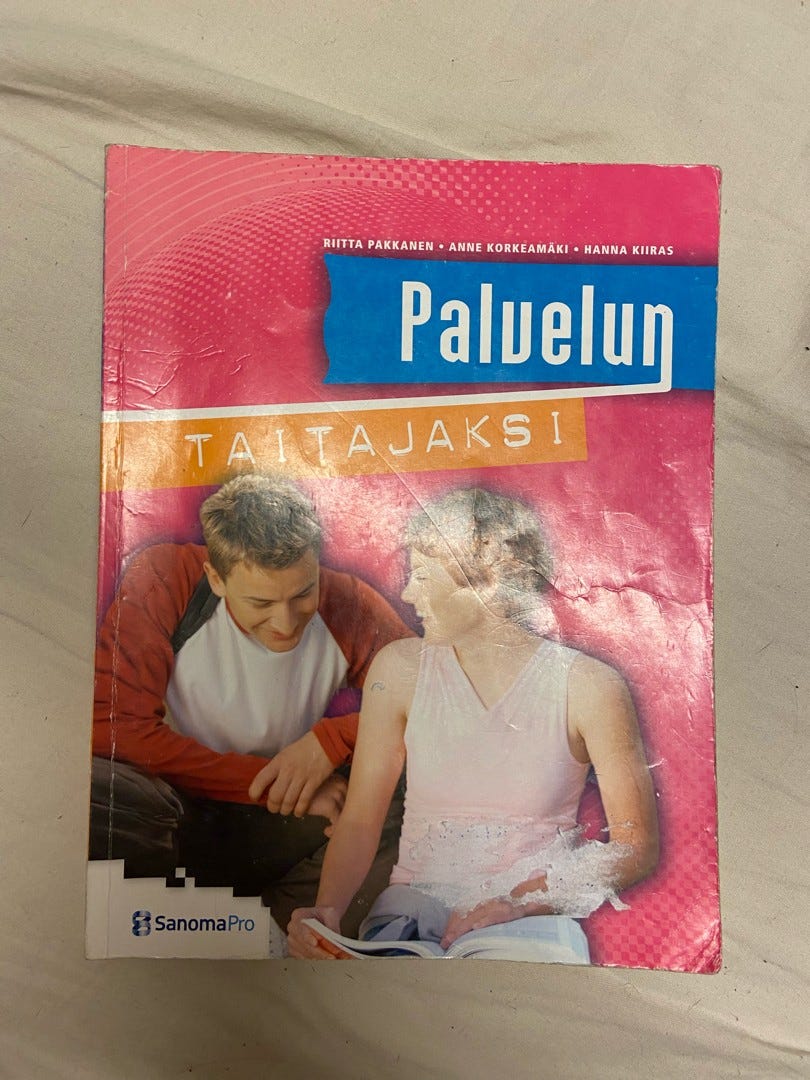 RIITTA PAKKANEN • ANNE KORKEAMÄKI • HANNA KIIRAS
Palvelun
TAITAJAKSI
SanomaPro